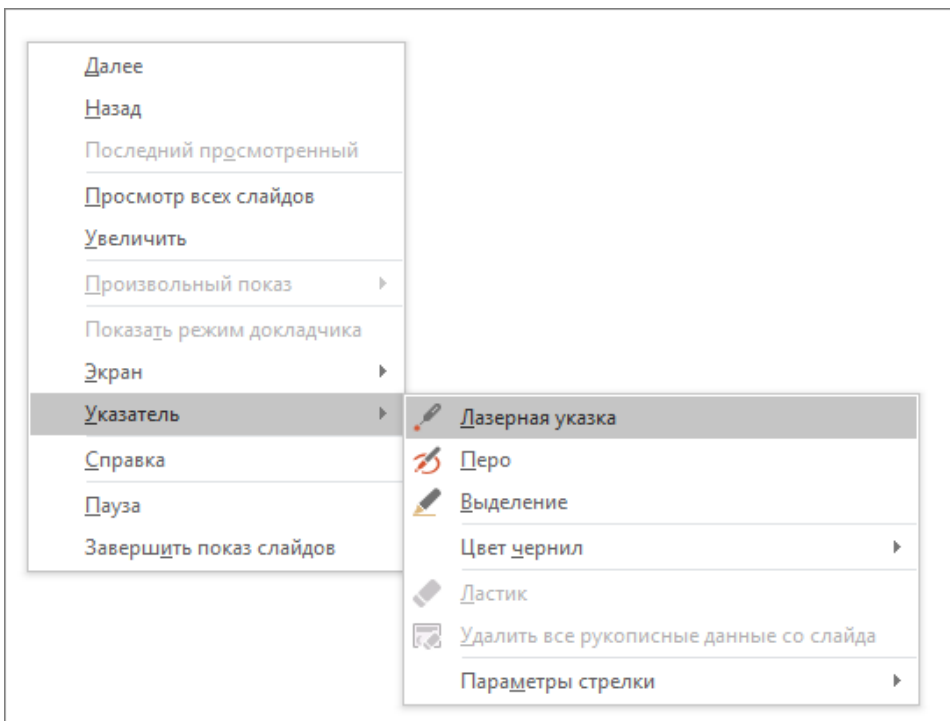 Далее
Назад
Последний просмотренный
Просмотр всех слайдов
Увеличить
Произвольный показ
Показать режим докладчика
Экран
Указатель
Справка
Пауза
Завершить показ слайдов
Лазерная указка
Перо
Выделение
Цвет чернил
Ластик
Удалить все рукописные данные со слайда
Параметры стрелки